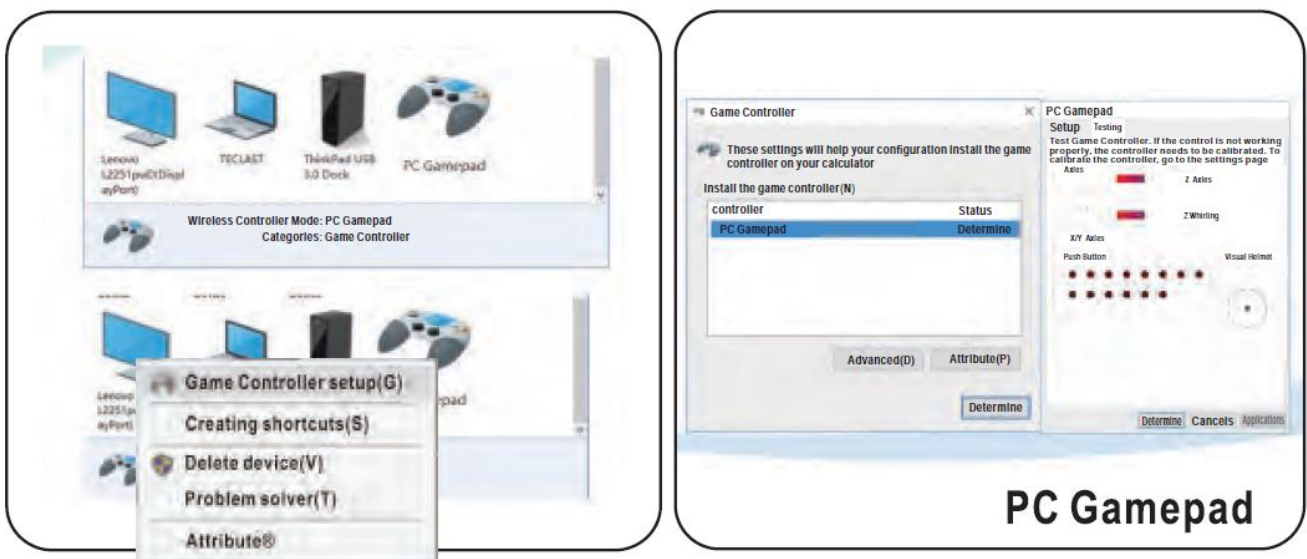 Lenovo
L2251pwD(Displ
ayPort)
TECLAST
ThinkPad USB
3.0 Dock
PC Gamepad
Wireless Controller Mode: PC Gamepad
Categories: Game Controller
Lenovo
L2251p
ayPort)
pad
Game Controller setup(G)
Creating shortcuts(S)
Delete device(V)
Problem solver(T)
Attribute®
Game Controller
These settings will help your configuration Install the game
controller on your calculator
Install the game controller(N)
controller Status
PC Gamepad Determine
Advanced(D) Attribute(P)
Determine
PC Gamepad
Setup Testing
Test Game Controller. If the control is not working
properly, the controller needs to be calibrated. To
calibrate the controller, go to the settings page
Axles
Z Axles
Z Whirling
X/Y Axles
Push Button Visual Helmet
Determine Cancels Applications
PC Gamepad